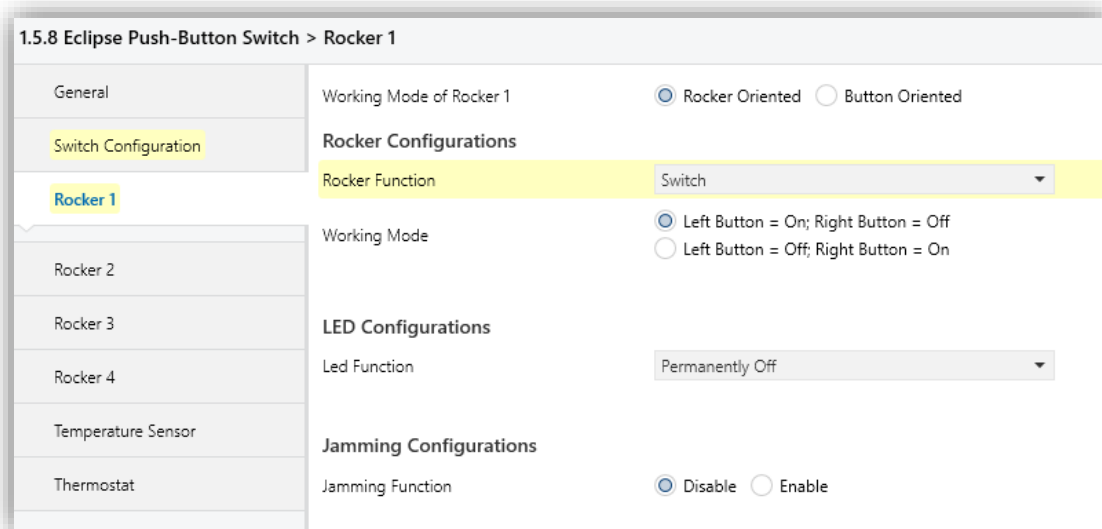 1.5.8 Eclipse Push-Button Switch > Rocker 1
General
Switch Configuration
Rocker 1
Rocker 2
Rocker 3
Rocker 4
Temperature Sensor
Thermostat
Working Mode of Rocker 1 Rocker Oriented Button Oriented
Rocker Configurations
Rocker Function Switch
Working Mode Left Button = On; Right Button = Off
Left Button = Off; Right Button = On
LED Configurations
Led Function Permanently Off
Jamming Configurations
Jamming Function Disable Enable